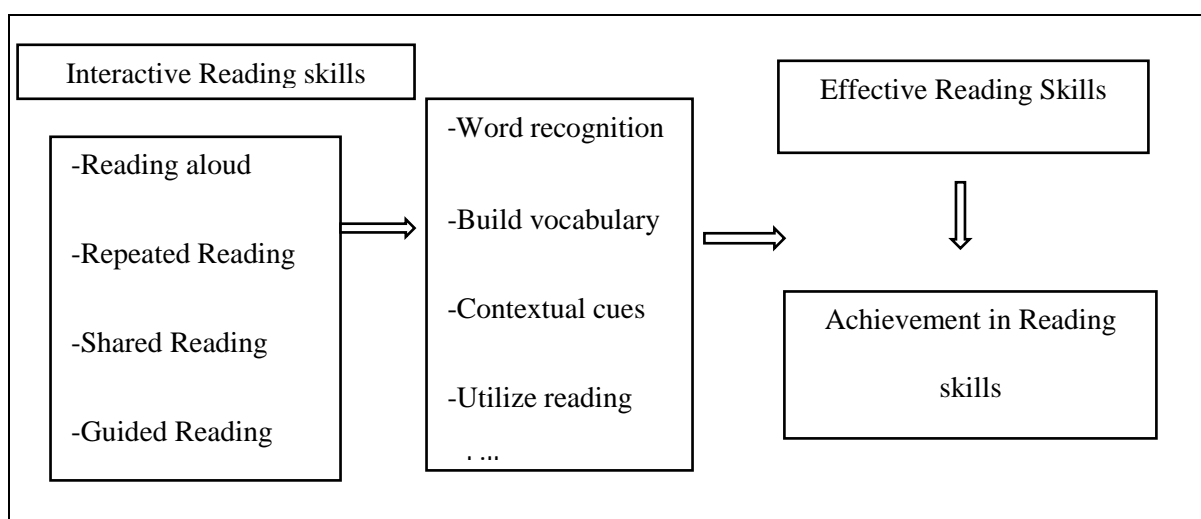 Interactive Reading skills
-Reading aloud
-Repeated Reading
-Shared Reading
-Guided Reading
-Word recognition
-Build vocabulary
-Contextual cues
-Utilize reading
Effective Reading Skills
Achievement in Reading
skills